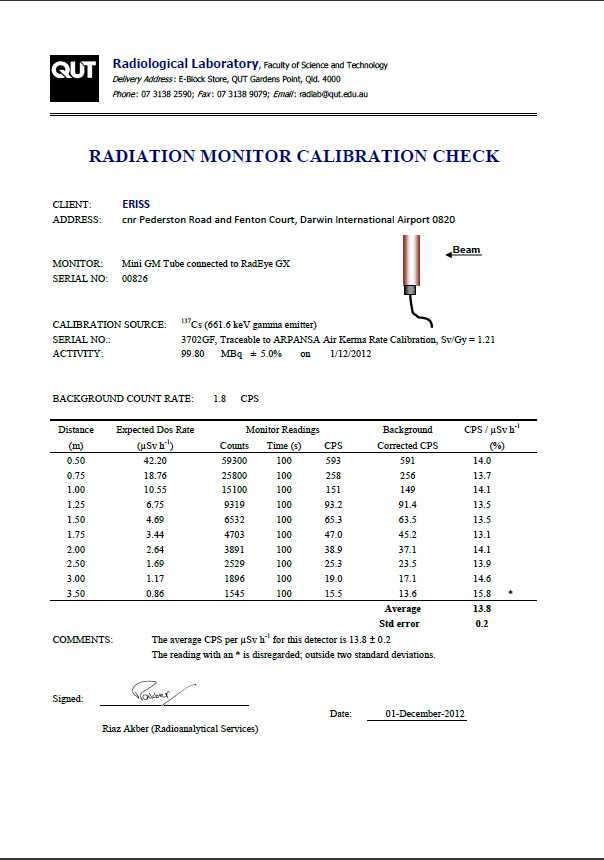 QUT
Radiological Laboratory, Faculty of Science and Technology
Delivery Address: E-Block Store, QUT Gardens Point, Qld. 4000
Phone: 07 3138 2590; Fax: 07 3138 9079; Email: radlab@qut.edu.au
RADIATION MONITOR CALIBRATION CHECK
CLIENT: ERISS
ADDRESS: cnr Pederston Road and Fenton Court, Darwin International Airport 0820
Beam
MONITOR: Mini GM Tube connected to RadEye GX
SERIAL NO: 00826
CALIBRATION SOURCE: ¹³⁷Cs (661.6 keV gamma emitter)
SERIAL NO.: 3702GF, Traceable to ARPANSA Air Kerma Rate Calibration, Sv/Gy = 1.21
ACTIVITY: 99.80 MBq ± 5.0% on 1/12/2012
BACKGROUND COUNT RATE: 1.8 CPS
Distance Expected Dos Rate Monitor Readings Background CPS / µSv h⁻¹
(m) (µSv h⁻¹) Counts Time (s) CPS Corrected CPS (%)
0.50 42.20 59300 100 593 591 14.0
0.75 18.76 25800 100 258 256 13.7
1.00 10.55 15100 100 151 149 14.1
1.25 6.75 9319 100 93.2 91.4 13.5
1.50 4.69 6532 100 65.3 63.5 13.5
1.75 3.44 4703 100 47.0 45.2 13.1
2.00 2.64 3891 100 38.9 37.1 14.1
2.50 1.69 2529 100 25.3 23.5 13.9
3.00 1.17 1896 100 19.0 17.1 14.6
3.50 0.86 1545 100 15.5 13.6 15.8 *
Average 13.8
Std error 0.2
COMMENTS: The average CPS per µSv h⁻¹ for this detector is 13.8 ± 0.2
The reading with an * is disregarded; outside two standard deviations.
Signed:
Date: 01-December-2012
Riaz Akber (Radioanalytical Services)